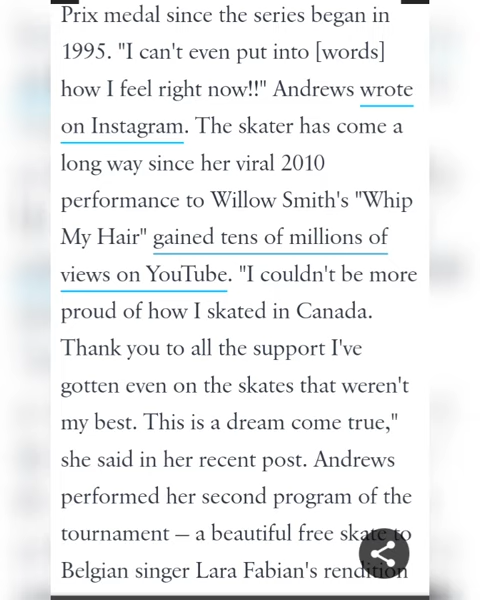 Prix medal since the series began in
1995. "I can't even put into [words]
how I feel right now!!" Andrews wrote
on Instagram. The skater has come a
long way since her viral 2010
performance to Willow Smith's "Whip
My Hair" gained tens of millions of
views on YouTube. "I couldn't be more
proud of how I skated in Canada.
Thank you to all the support I've
gotten even on the skates that weren't
my best. This is a dream come true,"
she said in her recent post. Andrews
performed her second program of the
tournament — a beautiful free skate to
Belgian singer Lara Fabian's rendition